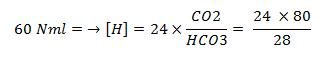 60 Nml = → [H] = 24 × CO2 / HCO3 = 24 × 80 / 28